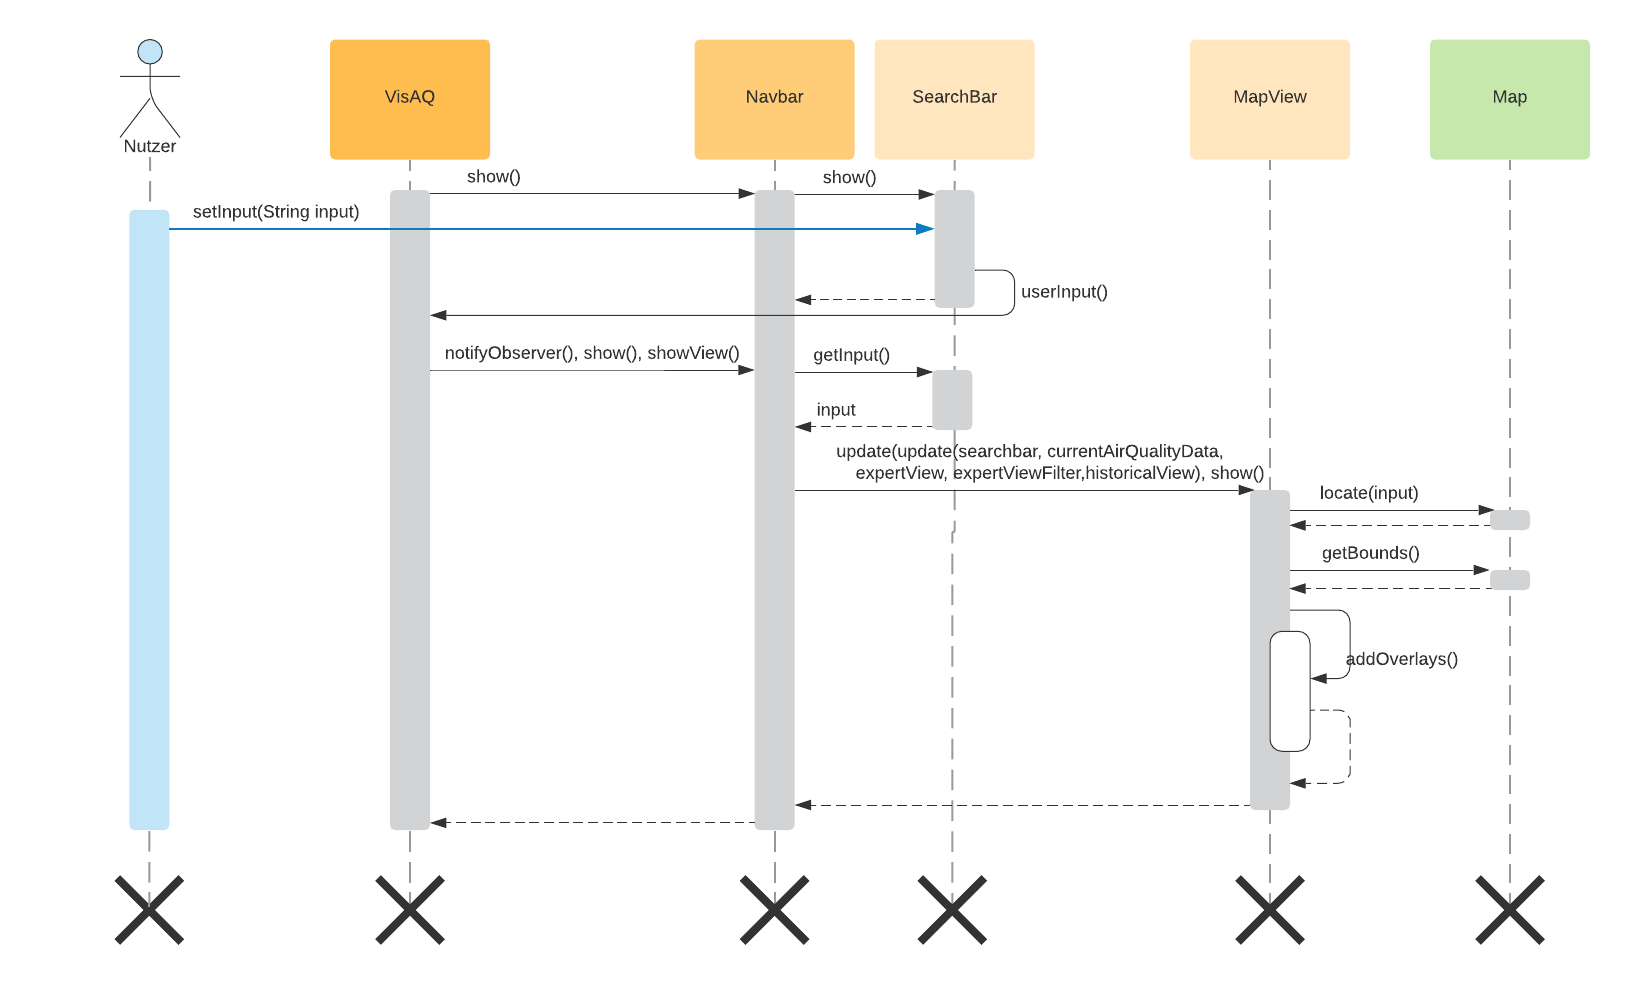 Nutzer
VisAQ
Navbar
SearchBar
MapView
Map
show()
show()
setInput(String input)
userInput()
notifyObserver(), show(), showView()
getInput()
input
update(update(searchbar, currentAirQualityData,
expertView, expertViewFilter,historicalView), show()
locate(input)
getBounds()
addOverlays()